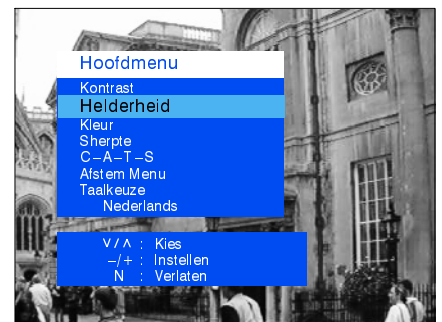 Hoofdmenu
Kontrast
Helderheid
Kleur
Sherpte
C–A–T–S
Afstem Menu
Taalkeuze
Nederlands
V/Λ : Kies
–/+ : Instellen
N : Verlaten